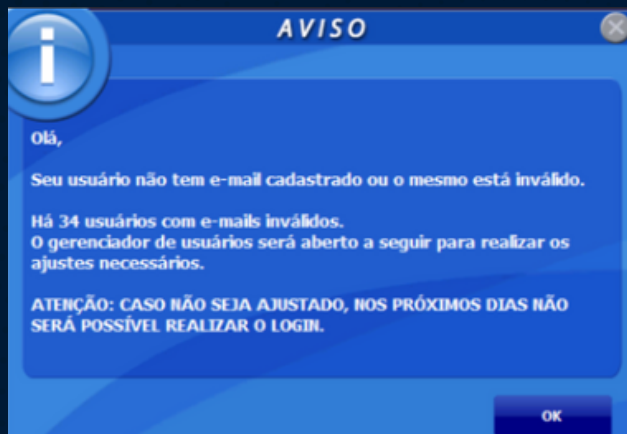 AVISO
i
Olá,
Seu usuário não tem e-mail cadastrado ou o mesmo está inválido.
Há 34 usuários com e-mails inválidos.
O gerenciador de usuários será aberto a seguir para realizar os
ajustes necessários.
ATENÇÃO: CASO NÃO SEJA AJUSTADO, NOS PRÓXIMOS DIAS NÃO
SERÁ POSSÍVEL REALIZAR O LOGIN.
OK